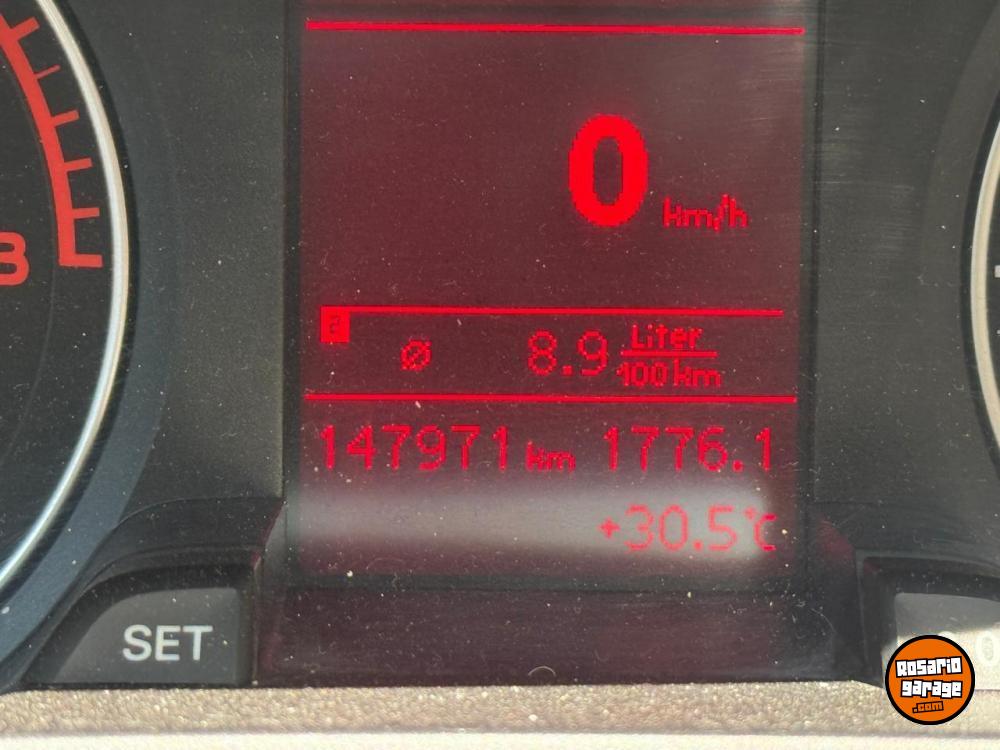 0 km/h
2
Ø 8.9 Liter
100 km
147971 km 1776.1
+30.5°C
SET
Rosario
garage
.com